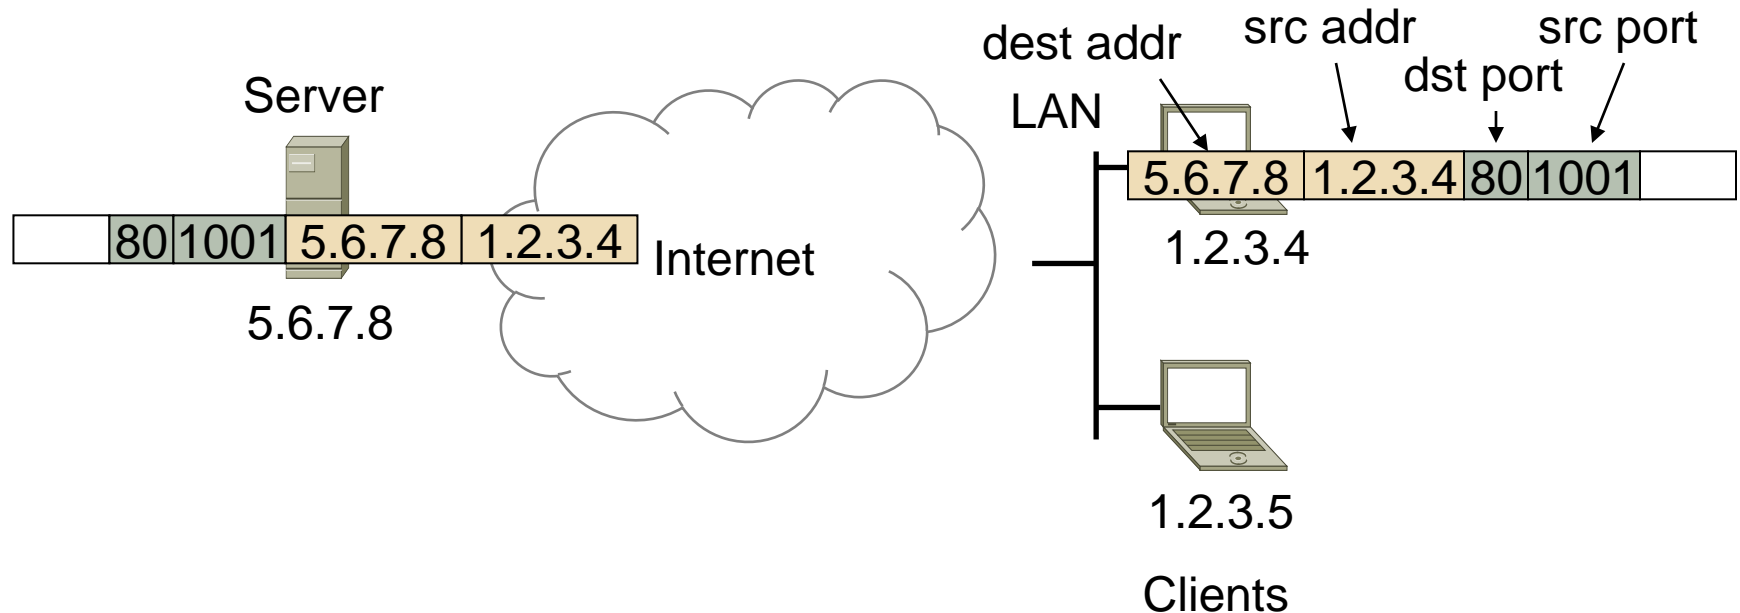 dest addr
src addr
src port
dst port
Server
LAN
5.6.7.8 1.2.3.4 80 1001
80 1001 5.6.7.8 1.2.3.4
Internet
1.2.3.4
5.6.7.8
1.2.3.5
Clients